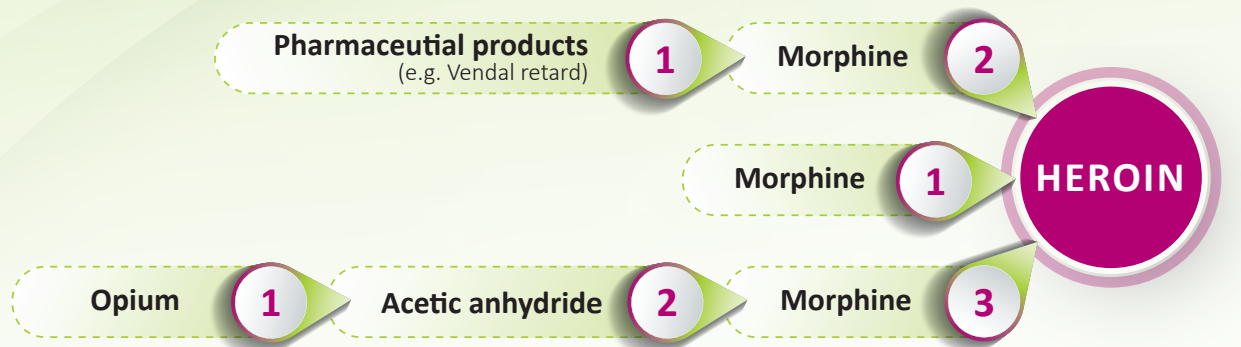 Pharmaceutial products
(e.g. Vendal retard)
1
Morphine
2
Morphine
1
HEROIN
Opium
1
Acetic anhydride
2
Morphine
3